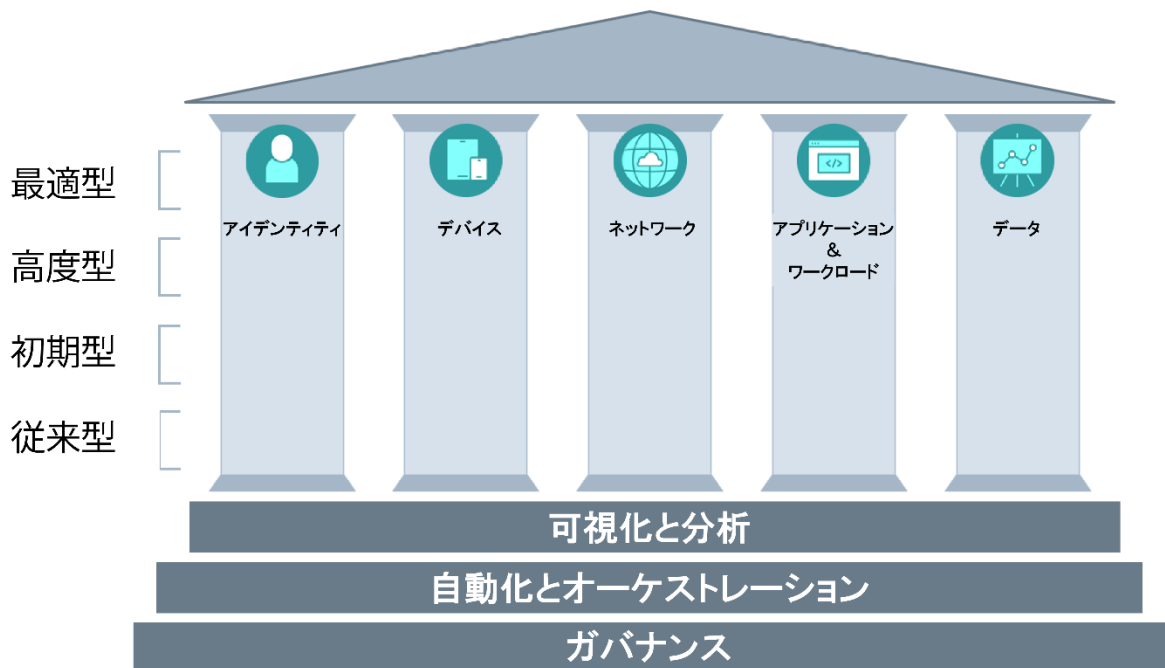 最適型
高度型
初期型
従来型
アイデンティティ
デバイス
ネットワーク
アプリケーション
&
ワークロード
データ
</>
可視化と分析
自動化とオーケストレーション
ガバナンス